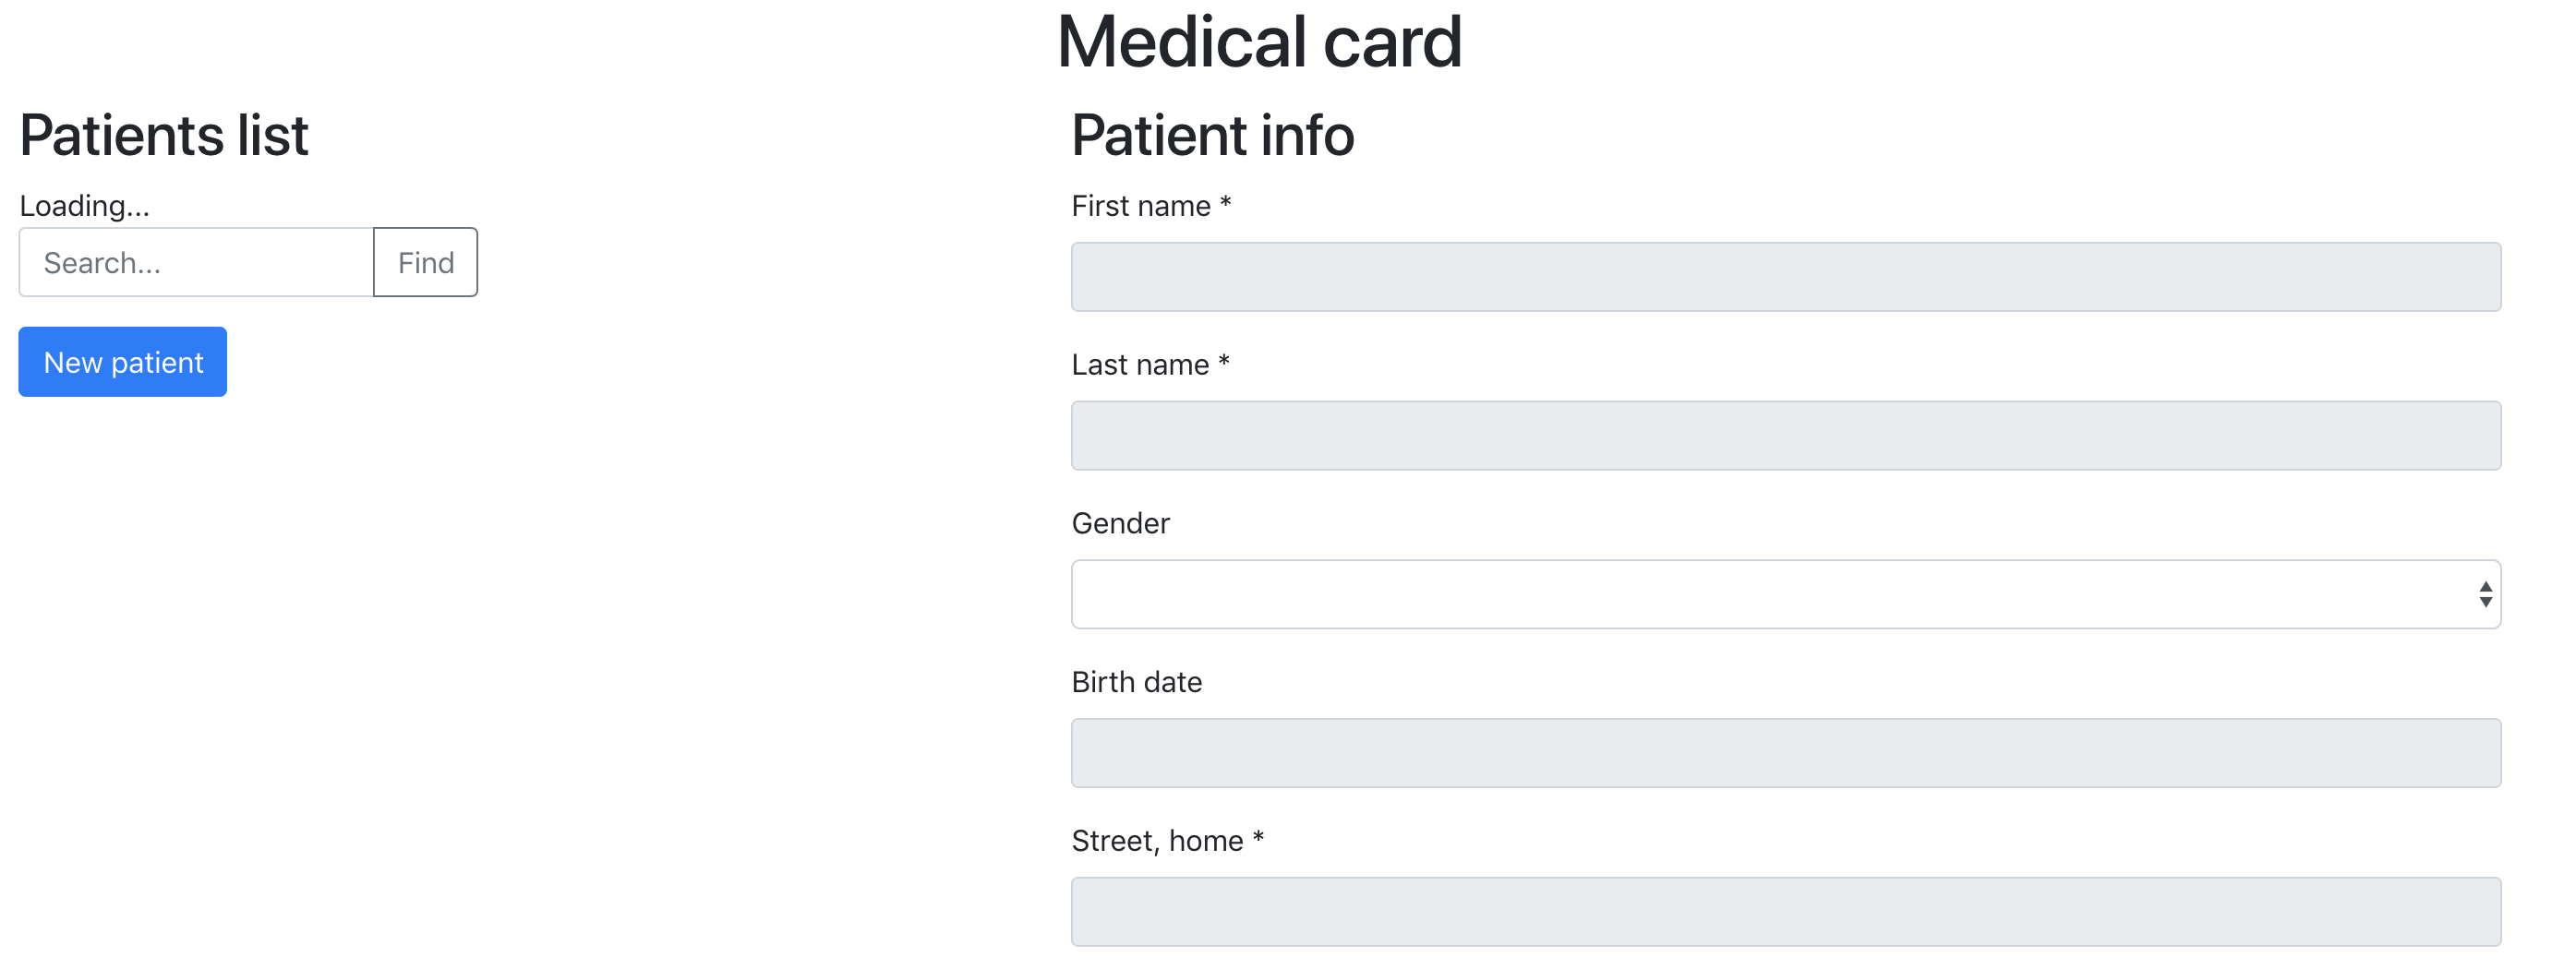 Medical card
Patients list
Loading...
Search...
Find
New patient
Patient info
First name *
Last name *
Gender
Birth date
Street, home *